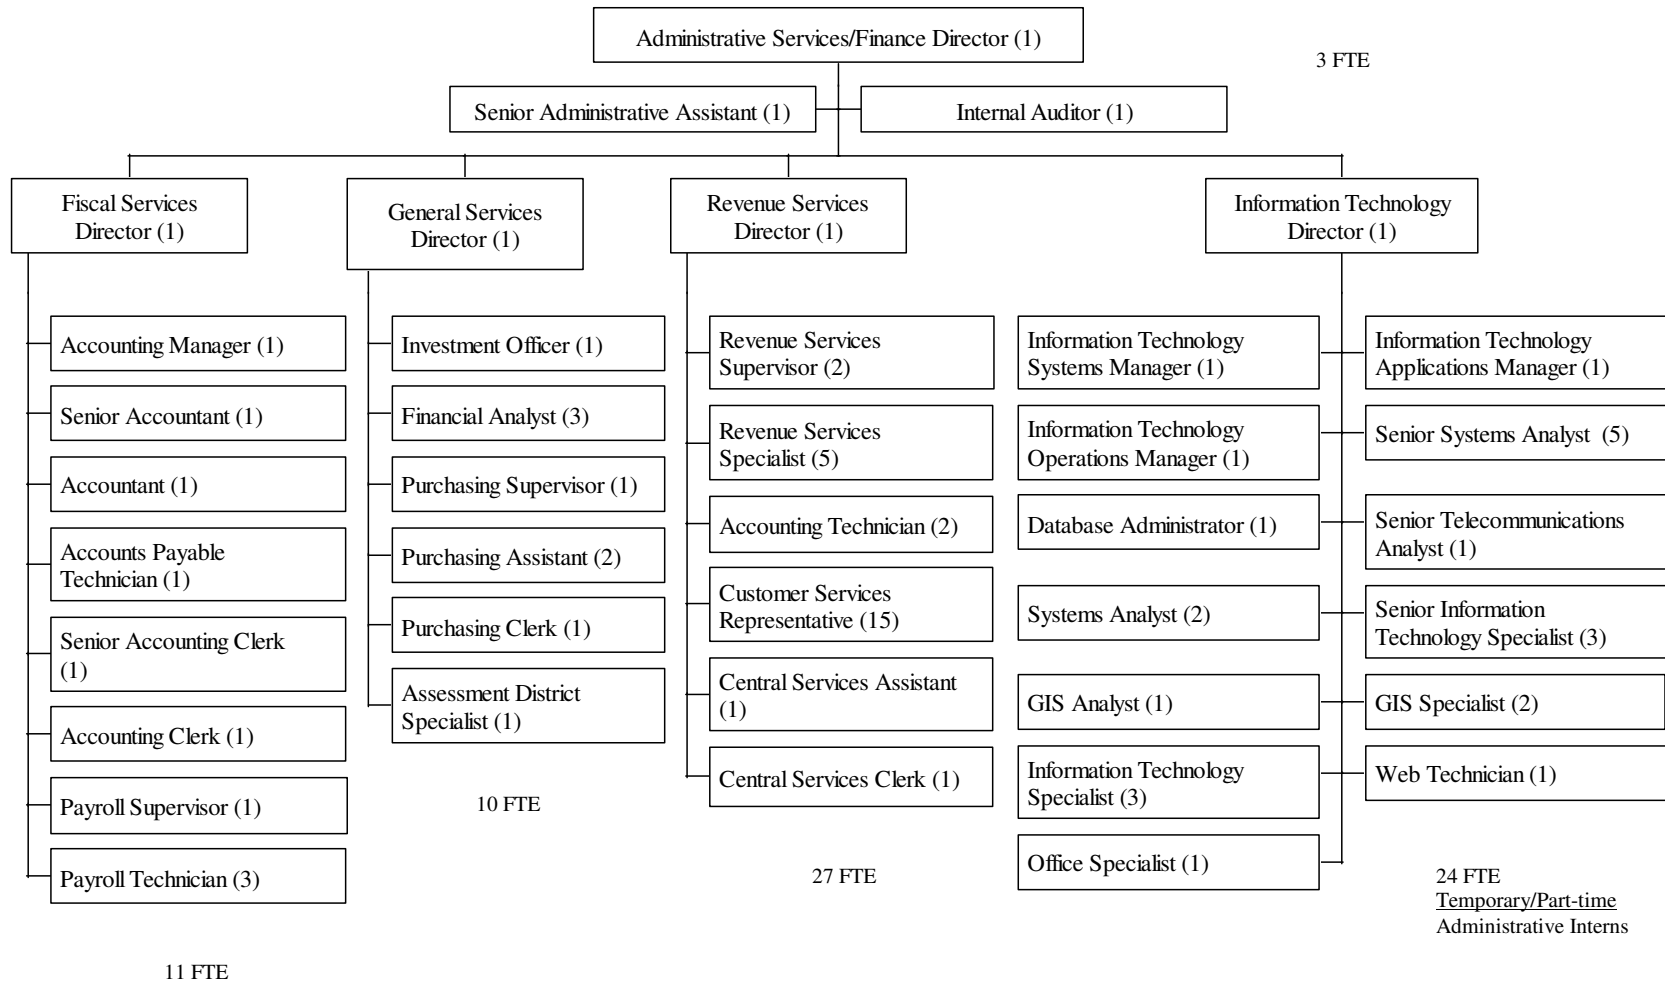 Administrative Services/Finance Director (1)
3 FTE
Senior Administrative Assistant (1)
Internal Auditor (1)
Fiscal Services
Director (1)
General Services
Director (1)
Revenue Services
Director (1)
Information Technology
Director (1)
Accounting Manager (1)
Senior Accountant (1)
Accountant (1)
Accounts Payable
Technician (1)
Senior Accounting Clerk
(1)
Accounting Clerk (1)
Payroll Supervisor (1)
Payroll Technician (3)
11 FTE
Investment Officer (1)
Financial Analyst (3)
Purchasing Supervisor (1)
Purchasing Assistant (2)
Purchasing Clerk (1)
Assessment District
Specialist (1)
10 FTE
Revenue Services
Supervisor (2)
Revenue Services
Specialist (5)
Accounting Technician (2)
Customer Services
Representative (15)
Central Services Assistant
(1)
Central Services Clerk (1)
27 FTE
Information Technology
Systems Manager (1)
Information Technology
Operations Manager (1)
Database Administrator (1)
Systems Analyst (2)
GIS Analyst (1)
Information Technology
Specialist (3)
Office Specialist (1)
Information Technology
Applications Manager (1)
Senior Systems Analyst (5)
Senior Telecommunications
Analyst (1)
Senior Information
Technology Specialist (3)
GIS Specialist (2)
Web Technician (1)
24 FTE
Temporary/Part-time
Administrative Interns